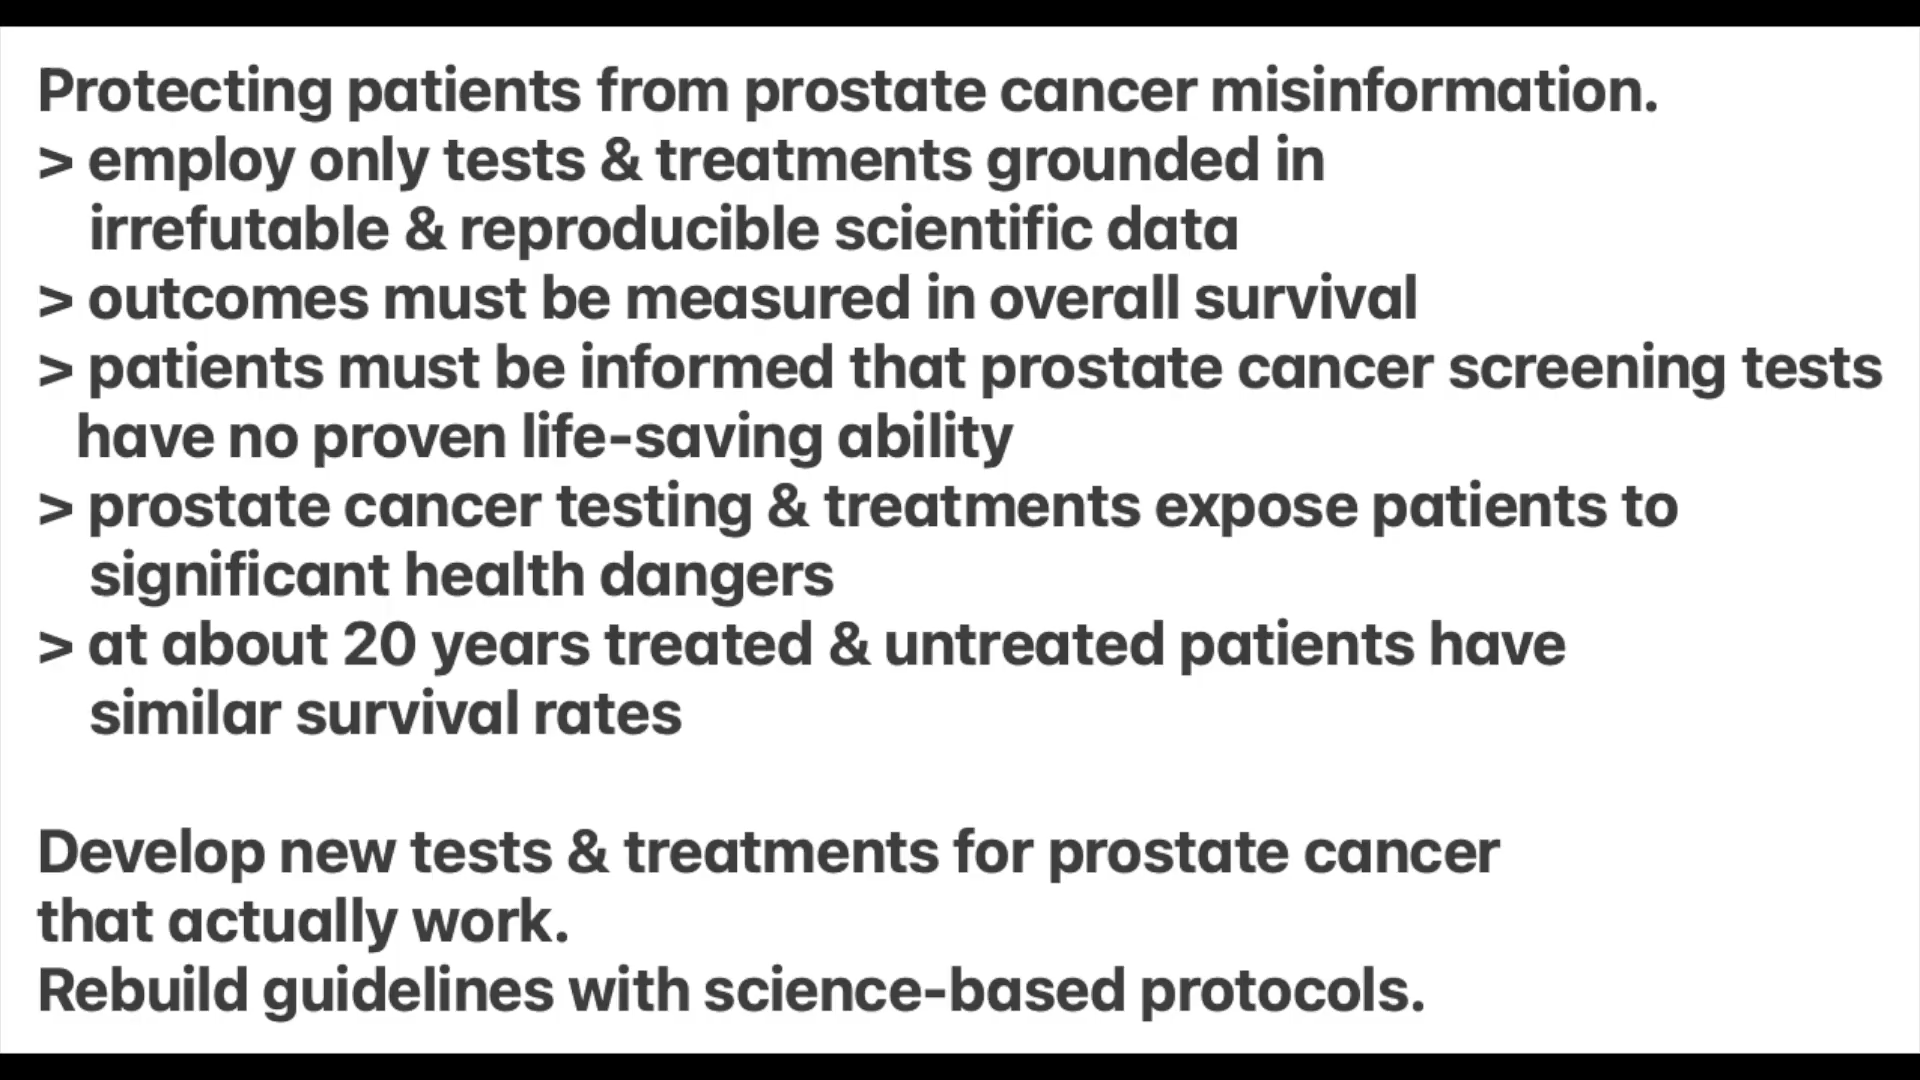 Protecting patients from prostate cancer misinformation.
> employ only tests & treatments grounded in
irrefutable & reproducible scientific data
> outcomes must be measured in overall survival
> patients must be informed that prostate cancer screening tests
have no proven life-saving ability
> prostate cancer testing & treatments expose patients to
significant health dangers
> at about 20 years treated & untreated patients have
similar survival rates
Develop new tests & treatments for prostate cancer
that actually work.
Rebuild guidelines with science-based protocols.